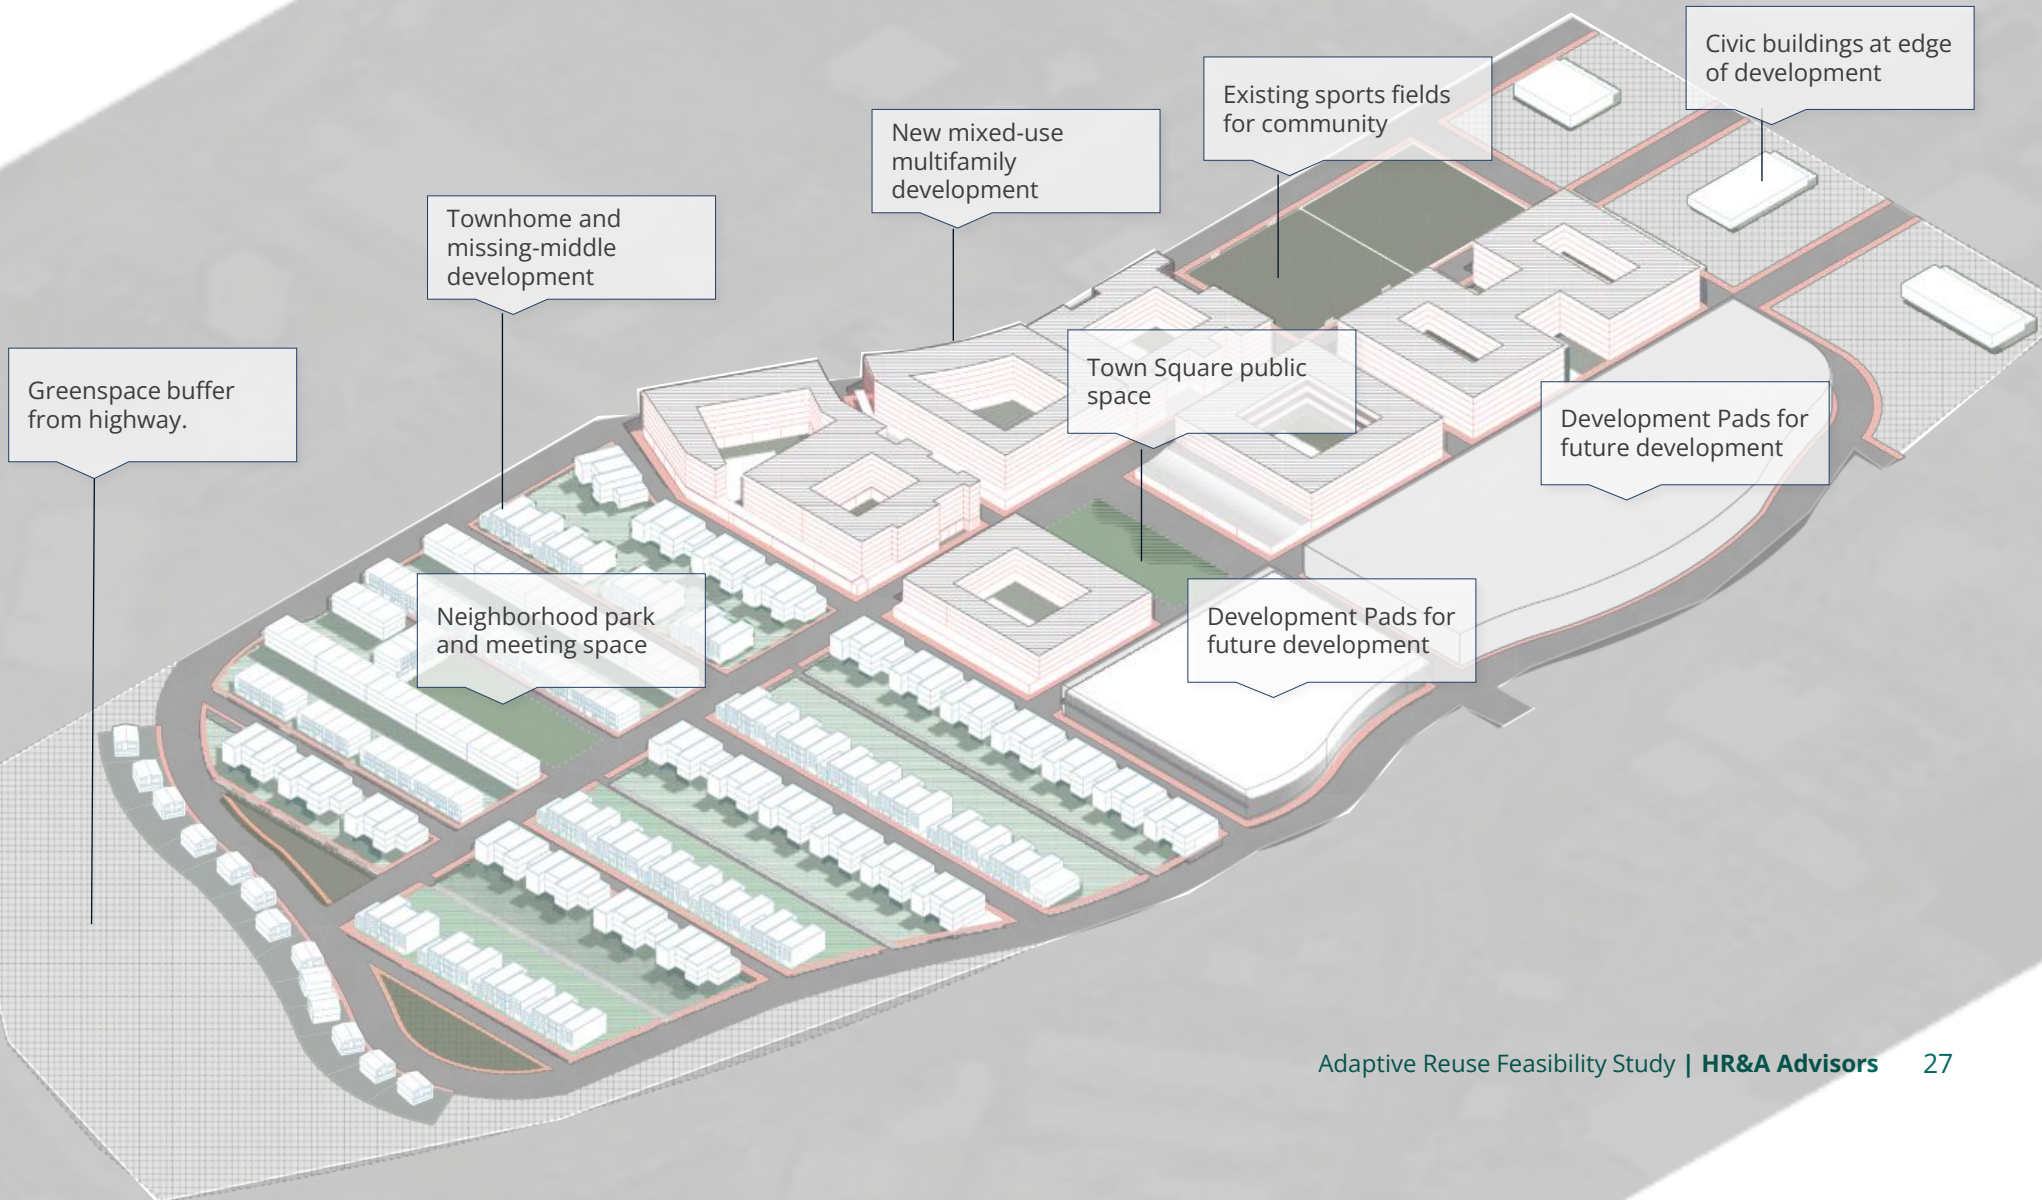 Civic buildings at edge
of development
Existing sports fields
for community
New mixed-use
multifamily
development
Townhome and
missing-middle
development
Greenspace buffer
from highway.
Town Square public
space
Development Pads for
future development
Neighborhood park
and meeting space
Development Pads for
future development
Adaptive Reuse Feasibility Study | HR&A Advisors 27